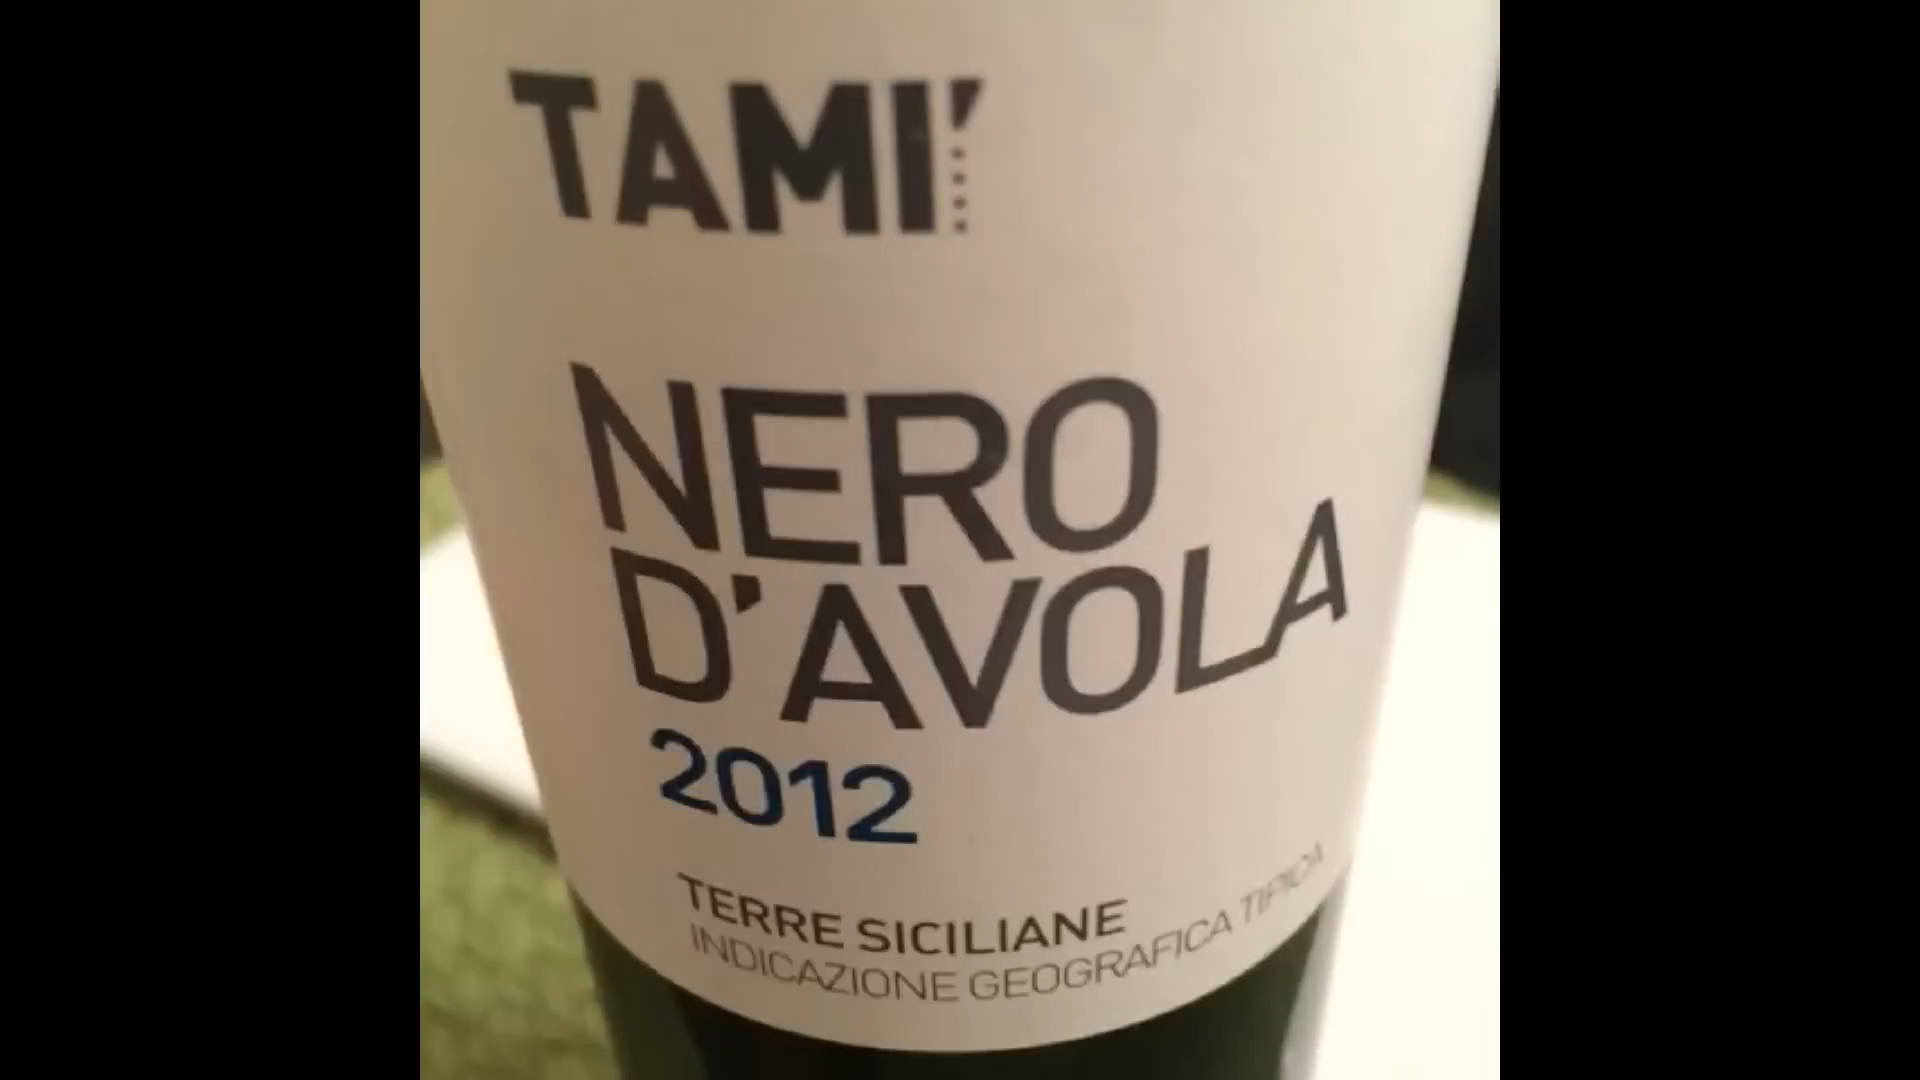 TAMI'
NERO
D'AVOLA
2012
TERRE SICILIANE
INDICAZIONE GEOGRAFICA TIPICA